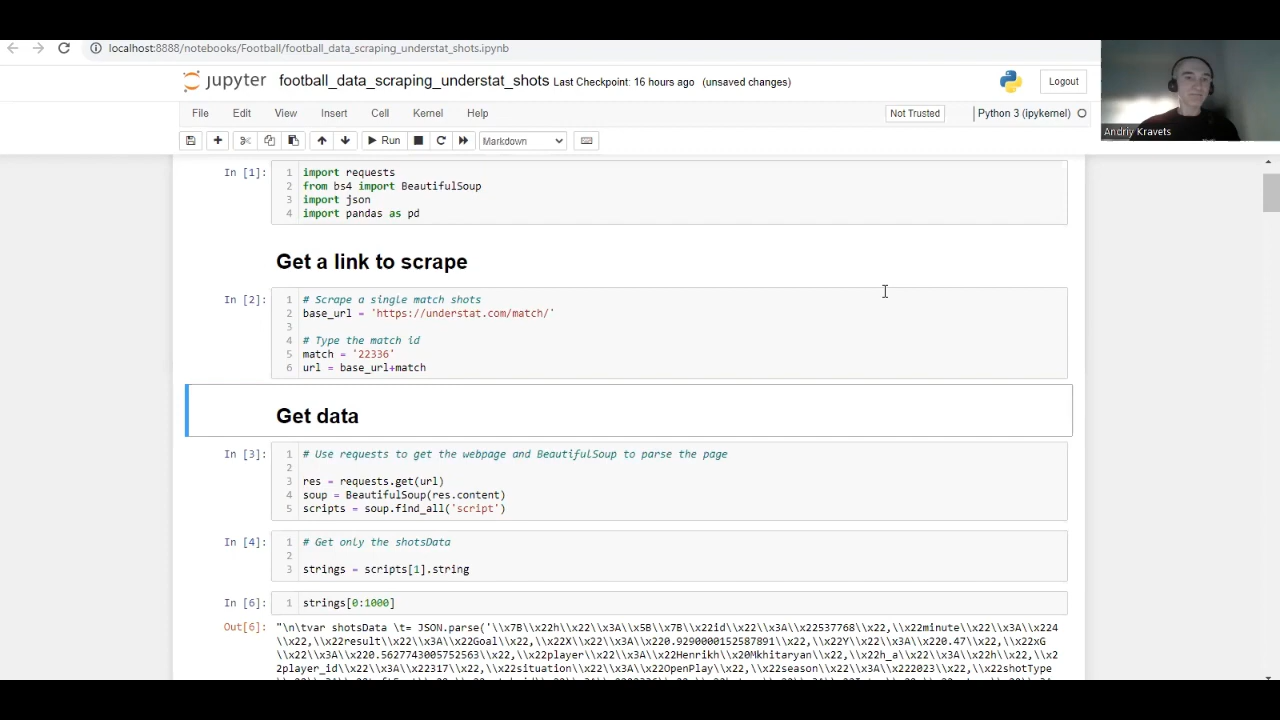 localhost:8888/notebooks/Football/football_data_scraping_understat_shots.ipynb
jupyter football_data_scraping_understat_shots Last Checkpoint: 16 hours ago (unsaved changes)
Logout
File Edit View Insert Cell Kernel Help
Not Trusted
Python 3 (ipykernel)
Andriy Kravets
Run
Markdown
In [1]:
1 import requests
2 from bs4 import BeautifulSoup
3 import json
4 import pandas as pd
Get a link to scrape
In [2]:
1 # Scrape a single match shots
2 base_url = 'https://understat.com/match/'
3
4 # Type the match id
5 match = '22336'
6 url = base_url+match
Get data
In [3]:
1 # Use requests to get the webpage and BeautifulSoup to parse the page
2
3 res = requests.get(url)
4 soup = BeautifulSoup(res.content)
5 scripts = soup.find_all('script')
In [4]:
1 # Get only the shotsData
2
3 strings = scripts[1].string
In [6]:
1 strings[0:1000]
Out[6]:
"\n\tvar shotsData \t= JSON.parse('\\x7B\\x22h\\x22\\x3A\\x5B\\x7B\\x22id\\x22\\x3A\\x22537768\\x22,\\x22minute\\x22\\x3A\\x224
\\x22,\\x22result\\x22\\x3A\\x22Goal\\x22,\\x22X\\x22\\x3A\\x220.9290000152587891\\x22,\\x22Y\\x22\\x3A\\x220.47\\x22,\\x22xG
\\x22\\x3A\\x220.5627743005752563\\x22,\\x22player\\x22\\x3A\\x22Henrikh\\x20Mkhitaryan\\x22,\\x22h_a\\x22\\x3A\\x22h\\x22,\\x2
2player_id\\x22\\x3A\\x22317\\x22,\\x22situation\\x22\\x3A\\x22OpenPlay\\x22,\\x22season\\x22\\x3A\\x222023\\x22,\\x22shotType